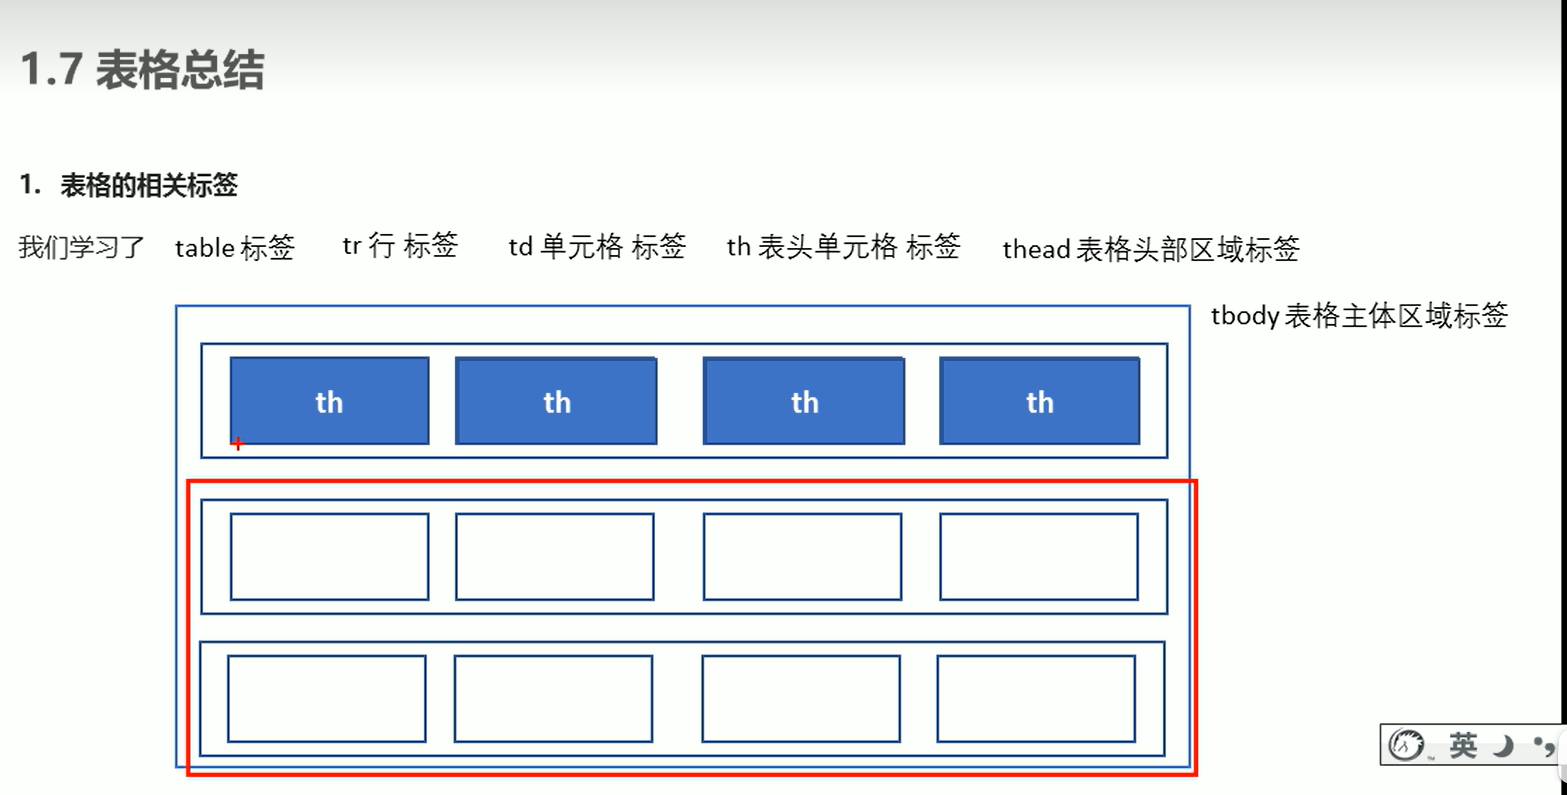 1.7 表格总结
1. 表格的相关标签
我们学习了 table 标签 tr 行 标签 td 单元格 标签 th 表头单元格 标签 thead 表格头部区域标签
tbody 表格主体区域标签
th th th th
英